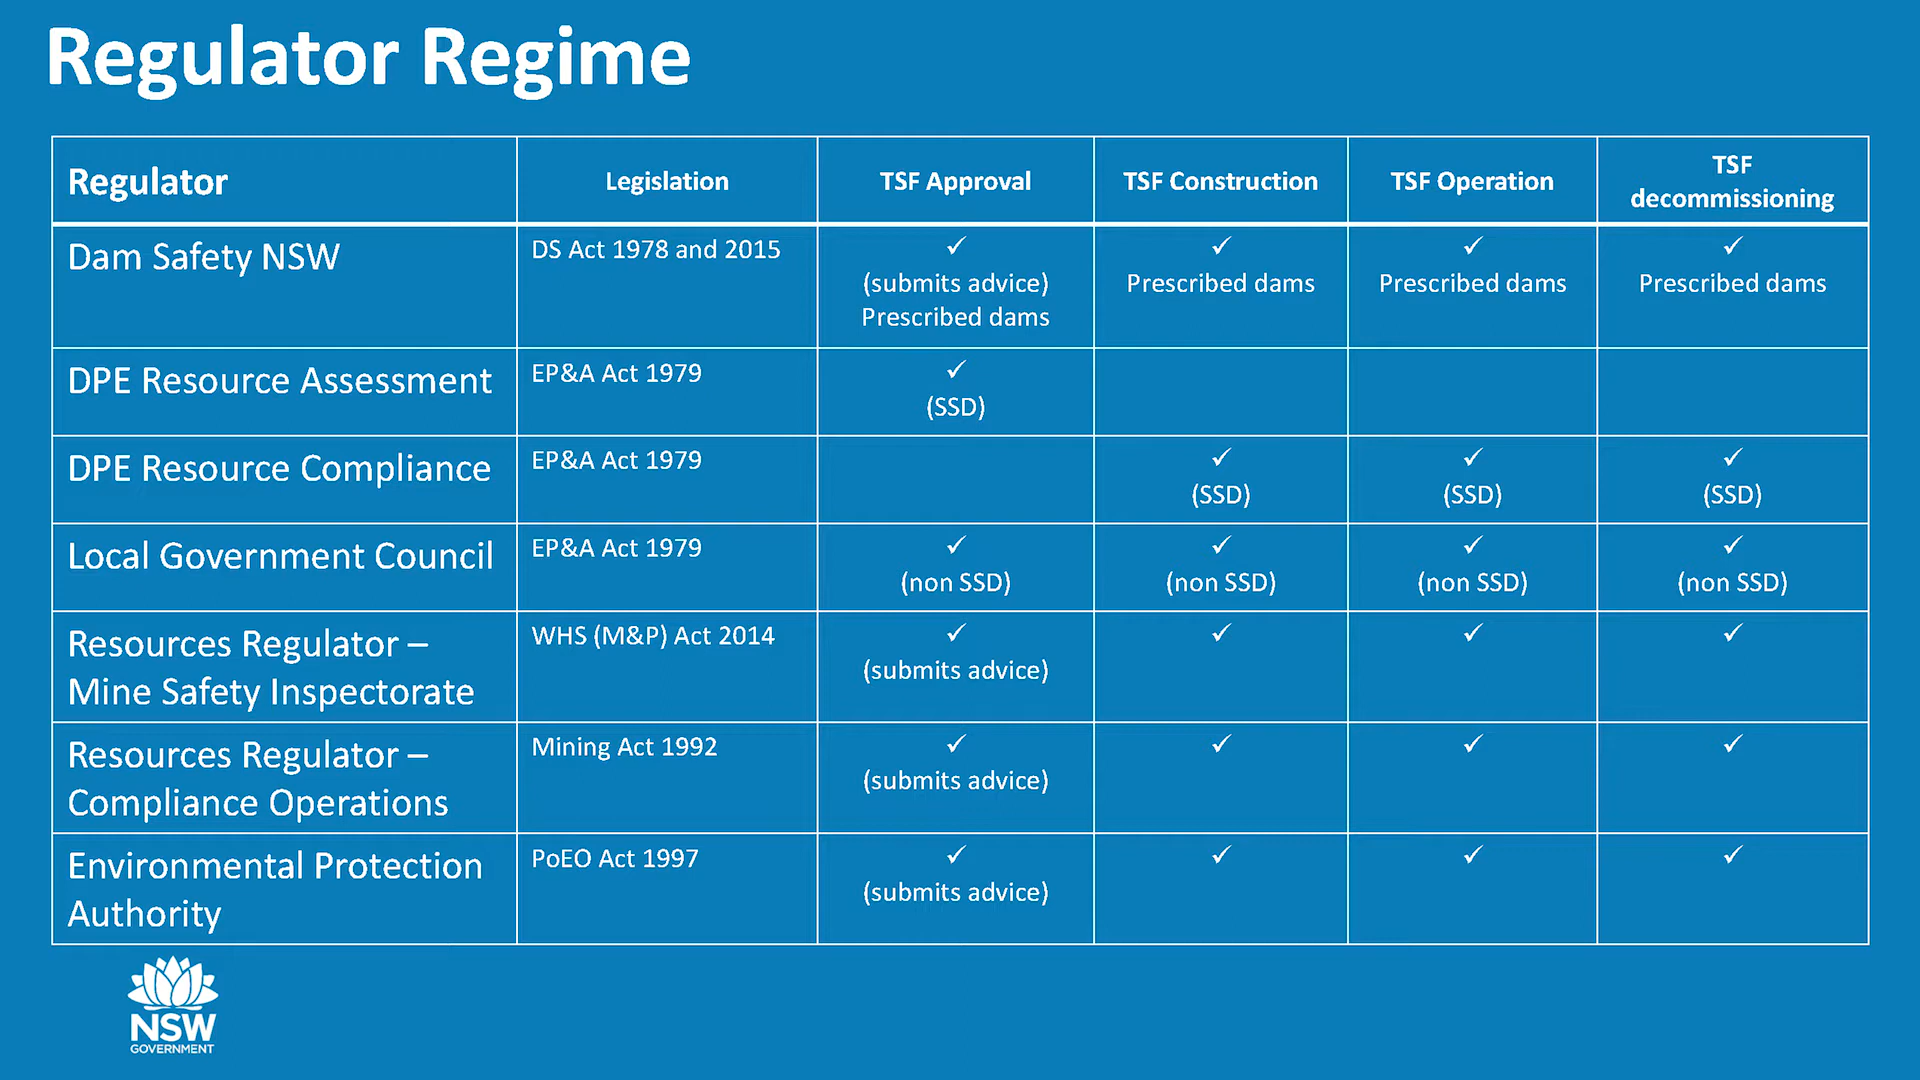 Regulator Regime
Regulator
Legislation
TSF Approval
TSF Construction
TSF Operation
TSF
decommissioning
Dam Safety NSW
DS Act 1978 and 2015
✓
(submits advice)
Prescribed dams
✓
Prescribed dams
✓
Prescribed dams
✓
Prescribed dams
DPE Resource Assessment
EP&A Act 1979
✓
(SSD)
DPE Resource Compliance
EP&A Act 1979
✓
(SSD)
✓
(SSD)
✓
(SSD)
Local Government Council
EP&A Act 1979
✓
(non SSD)
✓
(non SSD)
✓
(non SSD)
✓
(non SSD)
Resources Regulator –
Mine Safety Inspectorate
WHS (M&P) Act 2014
✓
(submits advice)
✓
✓
✓
Resources Regulator –
Compliance Operations
Mining Act 1992
✓
(submits advice)
✓
✓
✓
Environmental Protection
Authority
PoEO Act 1997
✓
(submits advice)
✓
✓
✓
NSW
GOVERNMENT